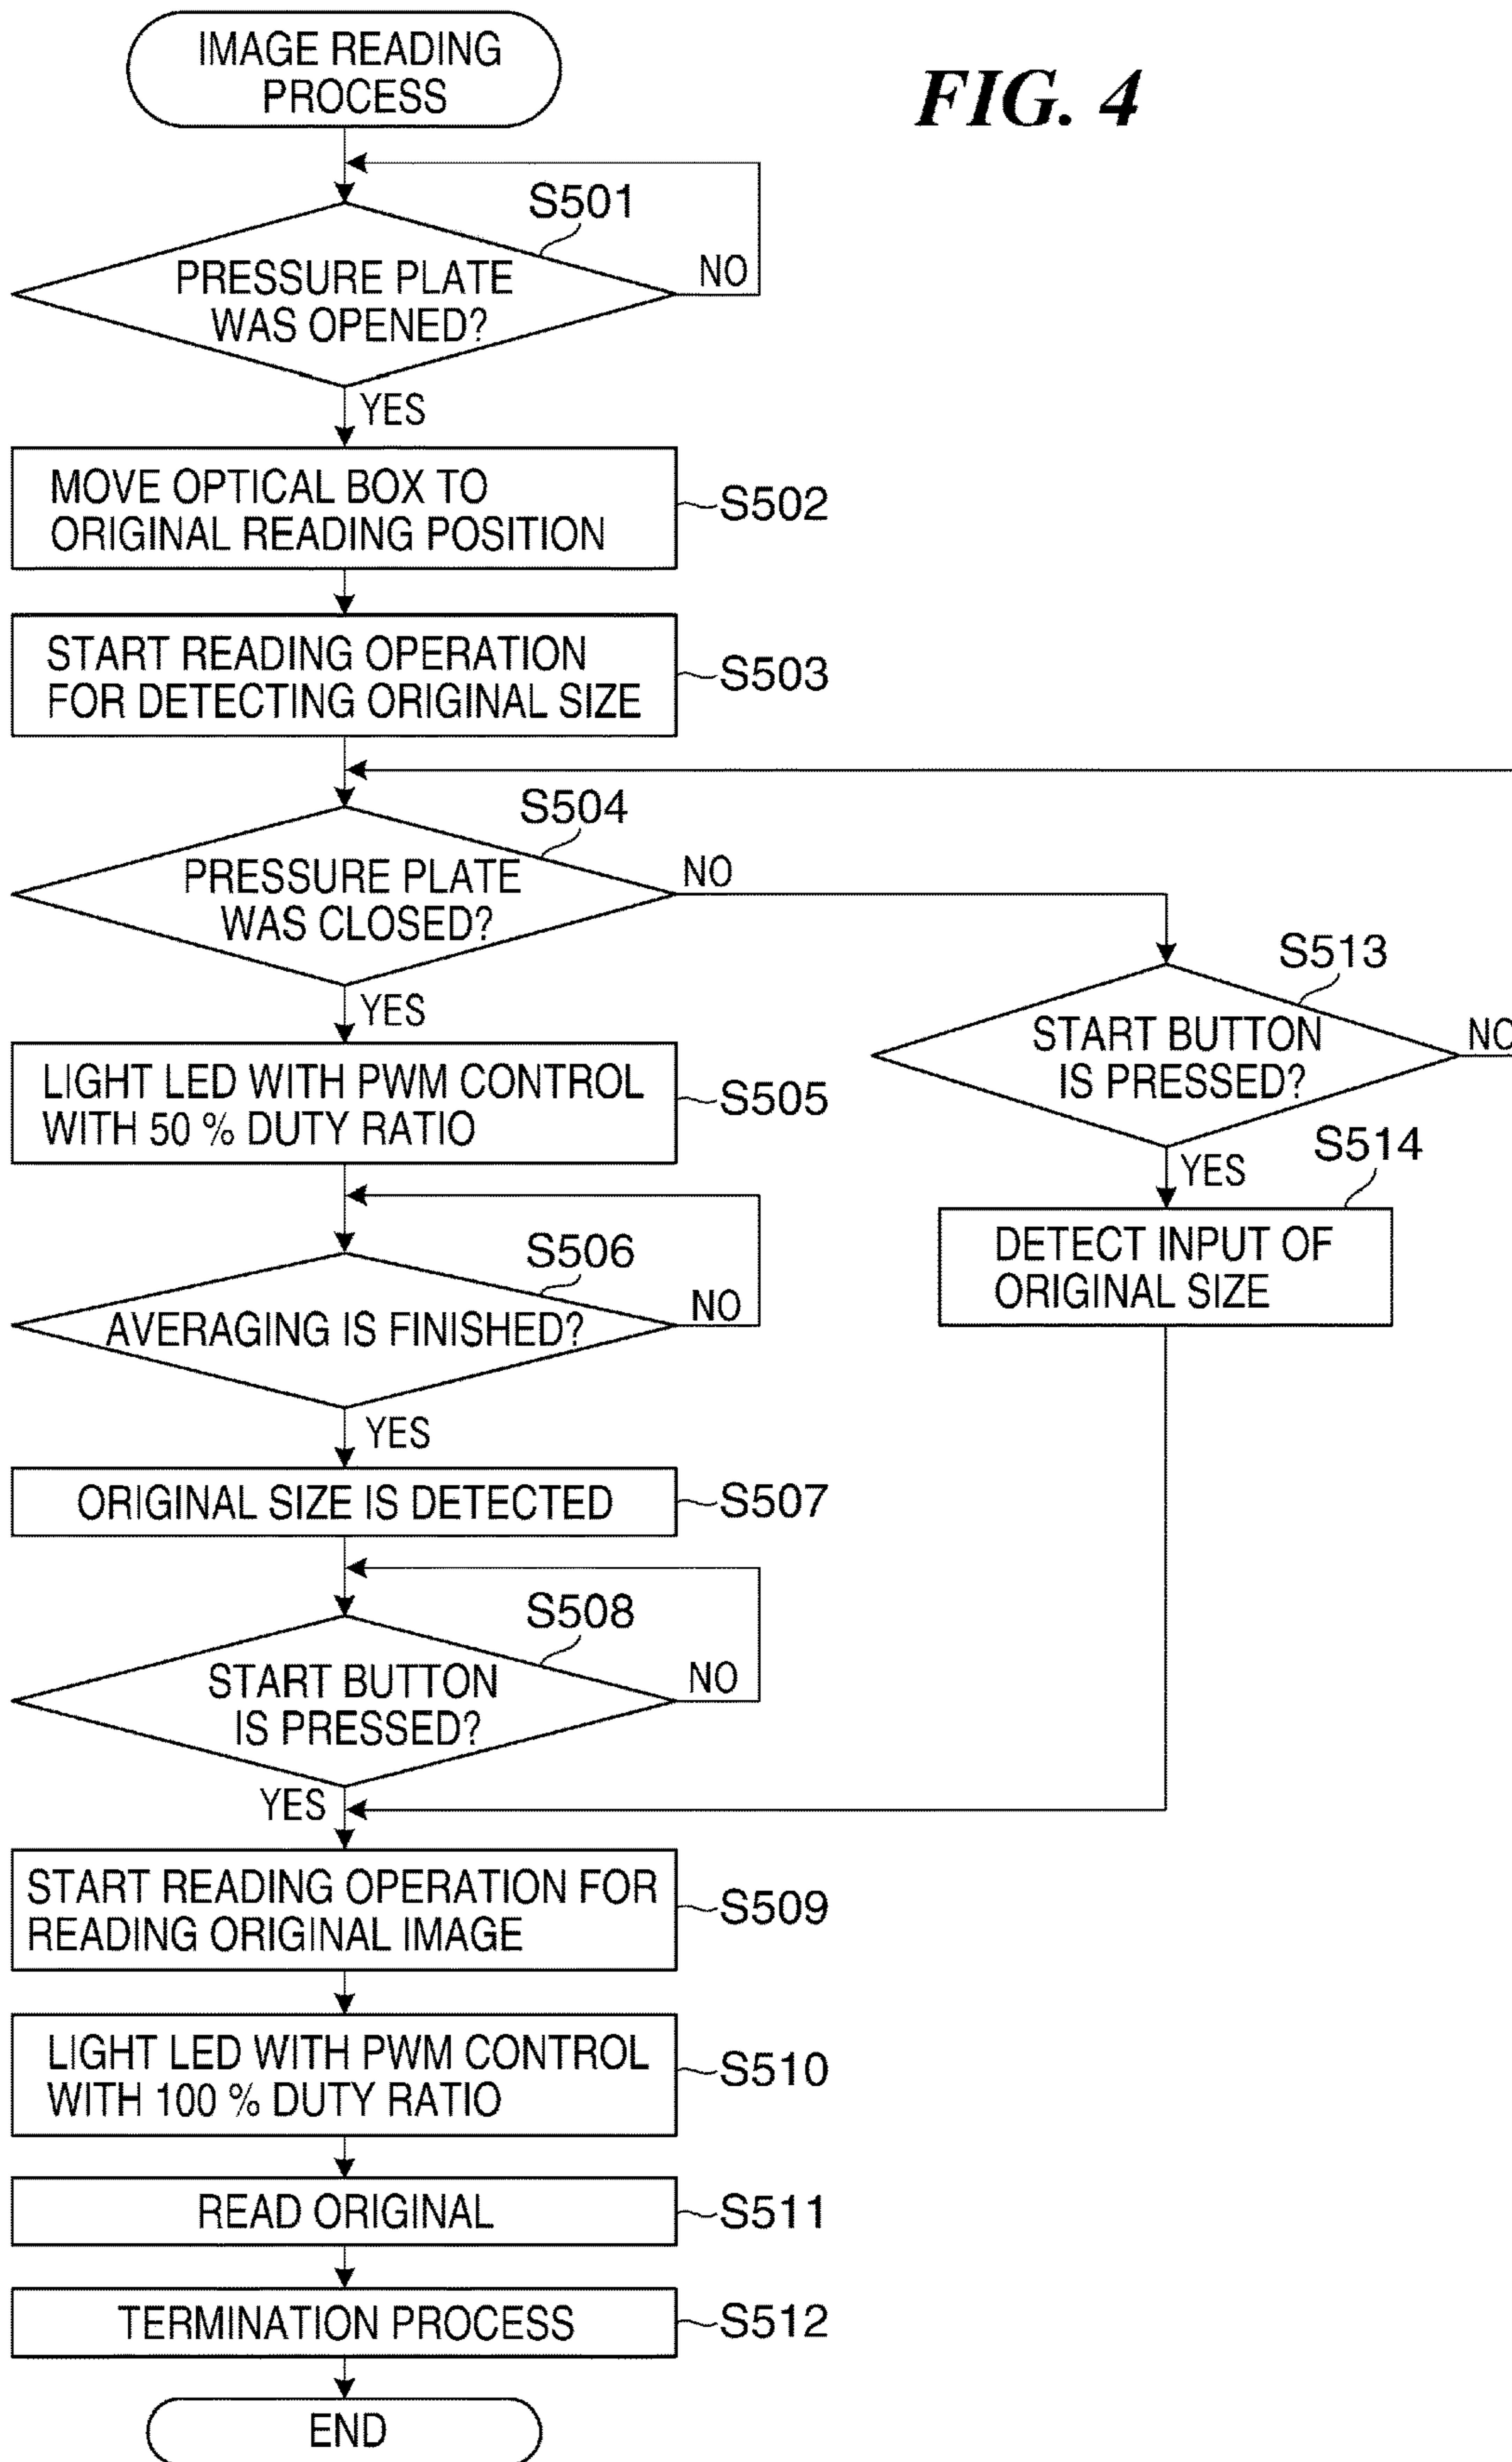 IMAGE READING
PROCESS
FIG. 4
S501
PRESSURE PLATE
WAS OPENED?
NO
YES
MOVE OPTICAL BOX TO
ORIGINAL READING POSITION
S502
START READING OPERATION
FOR DETECTING ORIGINAL SIZE
S503
S504
PRESSURE PLATE
WAS CLOSED?
NO
YES
S513
START BUTTON
IS PRESSED?
NO
YES
S514
DETECT INPUT OF
ORIGINAL SIZE
LIGHT LED WITH PWM CONTROL
WITH 50 % DUTY RATIO
S505
S506
AVERAGING IS FINISHED?
NO
YES
ORIGINAL SIZE IS DETECTED
S507
S508
START BUTTON
IS PRESSED?
NO
YES
START READING OPERATION FOR
READING ORIGINAL IMAGE
S509
LIGHT LED WITH PWM CONTROL
WITH 100 % DUTY RATIO
S510
READ ORIGINAL
S511
TERMINATION PROCESS
S512
END